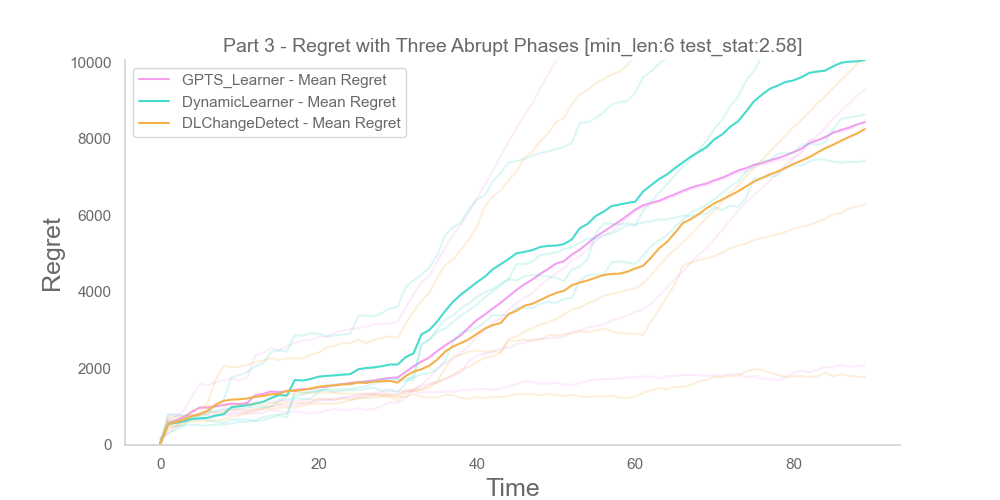 Part 3 - Regret with Three Abrupt Phases [min_len:6 test_stat:2.58]
GPTS_Learner - Mean Regret
DynamicLearner - Mean Regret
DLChangeDetect - Mean Regret
10000
8000
6000
4000
2000
0
Regret
0 20 40 60 80
Time